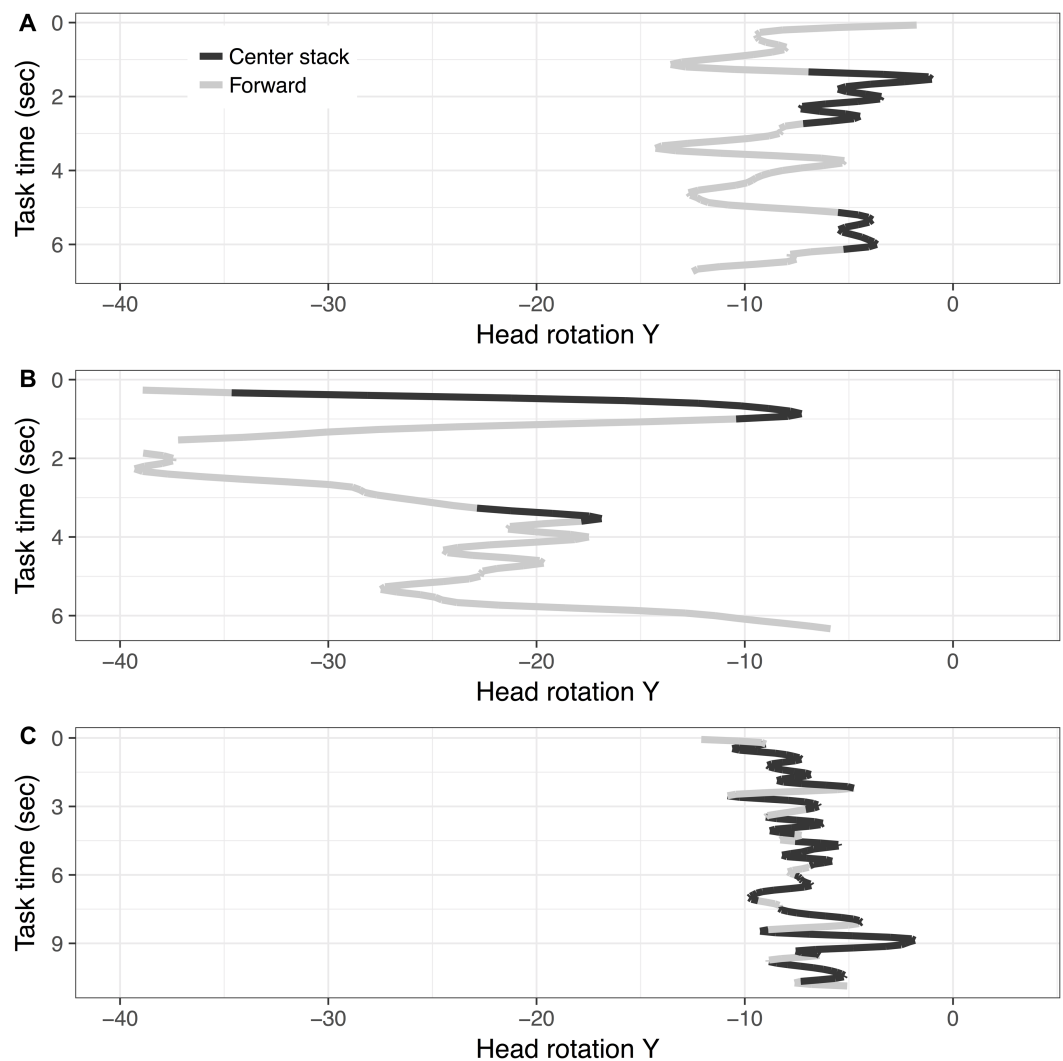 A
0
2
4
6
Task time (sec)
Center stack
Forward
−40 −30 −20 −10 0
Head rotation Y
B
0
2
4
6
Task time (sec)
−40 −30 −20 −10 0
Head rotation Y
C
0
3
6
9
Task time (sec)
−40 −30 −20 −10 0
Head rotation Y